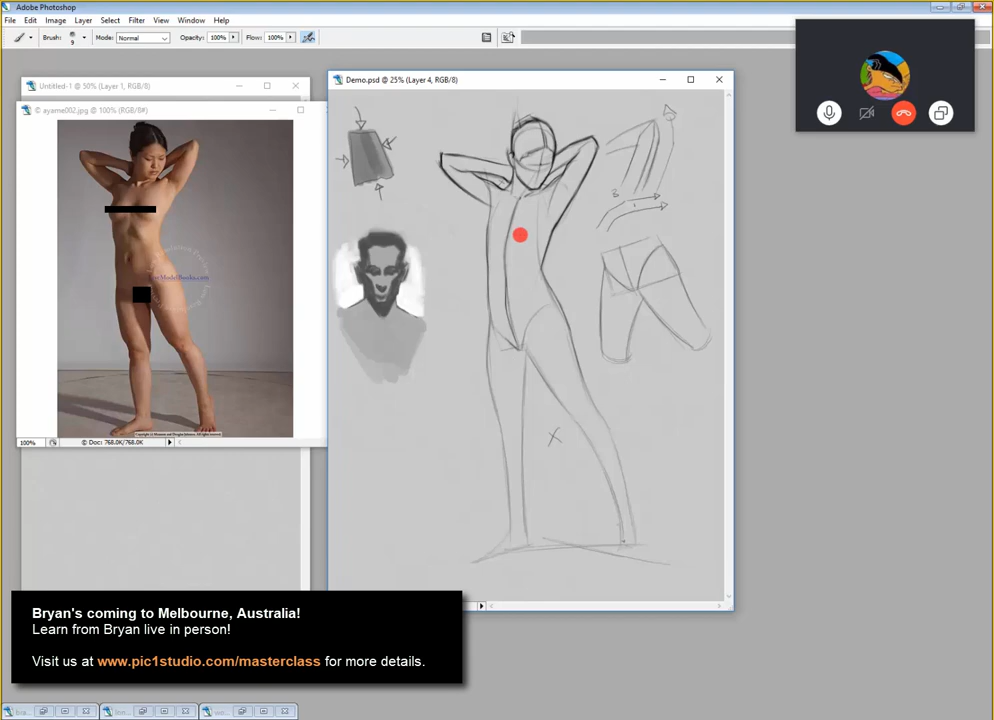 Adobe Photoshop
File Edit Image Layer Select Filter View Window Help
Brush: 9 Mode: Normal Opacity: 100% Flow: 100%
Untitled-1 @ 50% (Layer 1, RGB/8)
© ayame002.jpg @ 100% (RGB/8#)
Demo.psd @ 25% (Layer 4, RGB/8)
100% © Doc: 768.0K/768.0K
Bryan's coming to Melbourne, Australia!
Learn from Bryan live in person!
Visit us at www.pic1studio.com/masterclass for more details.